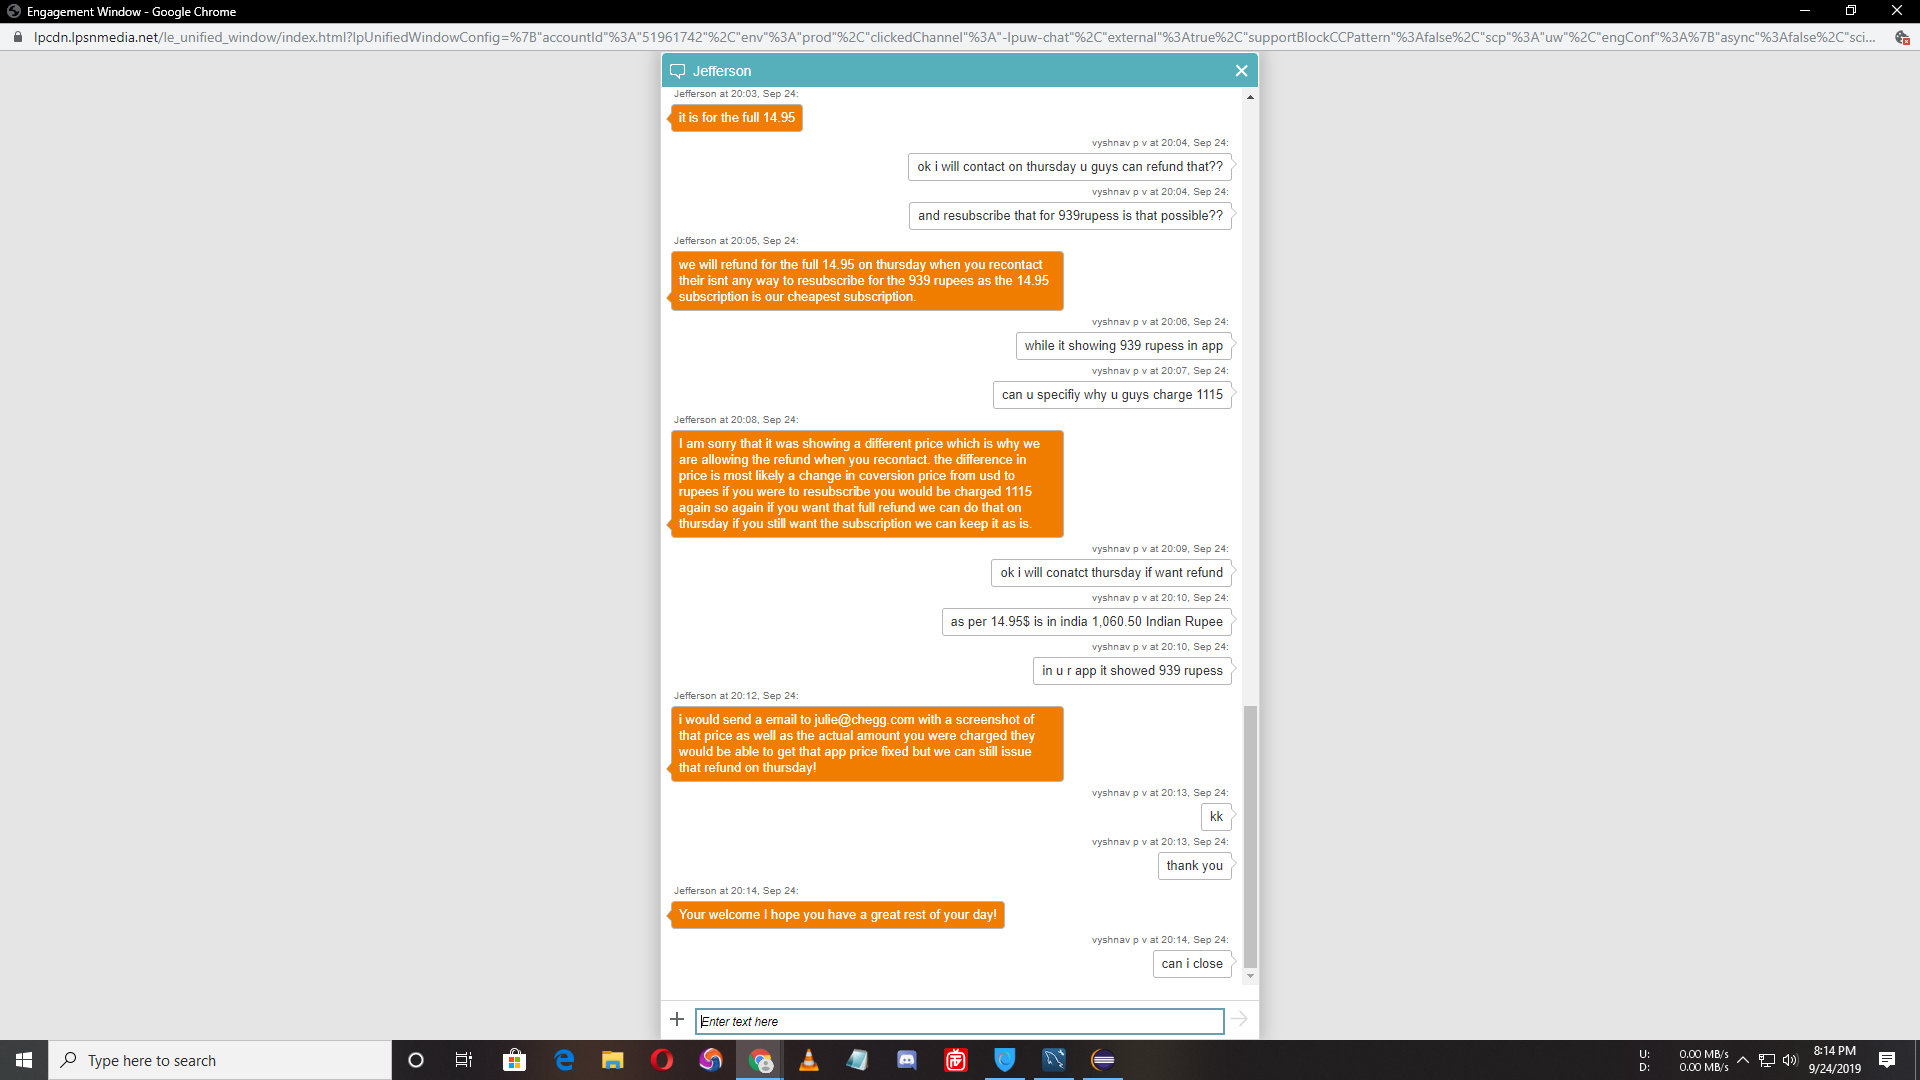 Engagement Window - Google Chrome
lpcdn.lpsnmedia.net/le_unified_window/index.html?lpUnifiedWindowConfig=%7B"accountId"%3A"51961742"%2C"env"%3A"prod"%2C"clickedChannel"%3A"-lpuw-chat"%2C"external"%3Atrue%2C"supportBlockCCPattern"%3Afalse%2C"scp"%3A"uw"%2C"engConf"%3A%7B"async"%3Afalse%2C"sci...
Jefferson
Jefferson at 20:03, Sep 24:
it is for the full 14.95
vyshnav p v at 20:04, Sep 24:
ok i will contact on thursday u guys can refund that??
vyshnav p v at 20:04, Sep 24:
and resubscribe that for 939rupess is that possible??
Jefferson at 20:05, Sep 24:
we will refund for the full 14.95 on thursday when you recontact
their isnt any way to resubscribe for the 939 rupees as the 14.95
subscription is our cheapest subscription.
vyshnav p v at 20:06, Sep 24:
while it showing 939 rupess in app
vyshnav p v at 20:07, Sep 24:
can u specifiy why u guys charge 1115
Jefferson at 20:08, Sep 24:
I am sorry that it was showing a different price which is why we
are allowing the refund when you recontact. the difference in
price is most likely a change in coversion price from usd to
rupees if you were to resubscribe you would be charged 1115
again so again if you want that full refund we can do that on
thursday if you still want the subscription we can keep it as is.
vyshnav p v at 20:09, Sep 24:
ok i will conatct thursday if want refund
vyshnav p v at 20:10, Sep 24:
as per 14.95$ is in india 1,060.50 Indian Rupee
vyshnav p v at 20:10, Sep 24:
in u r app it showed 939 rupess
Jefferson at 20:12, Sep 24:
i would send a email to julie@chegg.com with a screenshot of
that price as well as the actual amount you were charged they
would be able to get that app price fixed but we can still issue
that refund on thursday!
vyshnav p v at 20:13, Sep 24:
kk
vyshnav p v at 20:13, Sep 24:
thank you
Jefferson at 20:14, Sep 24:
Your welcome I hope you have a great rest of your day!
vyshnav p v at 20:14, Sep 24:
can i close
Enter text here
Type here to search
U: 0.00 MB/s
D: 0.00 MB/s
8:14 PM
9/24/2019